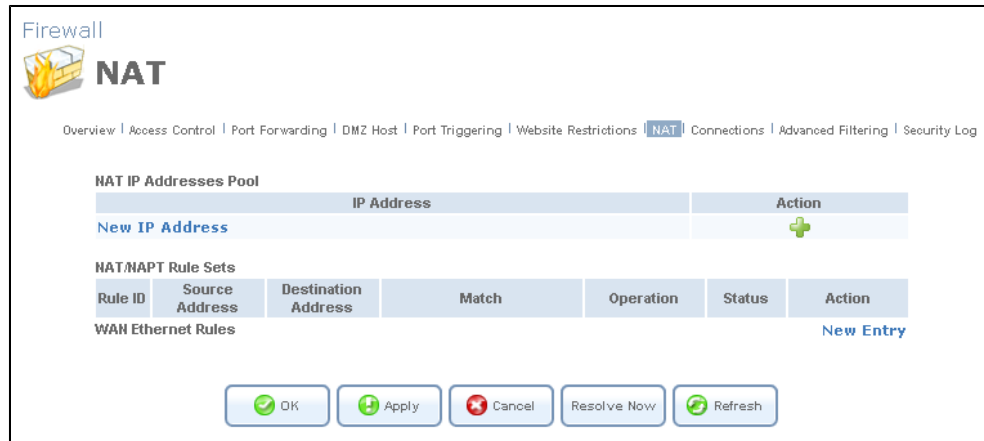 Firewall
NAT
Overview | Access Control | Port Forwarding | DMZ Host | Port Triggering | Website Restrictions | NAT | Connections | Advanced Filtering | Security Log
NAT IP Addresses Pool
IP Address Action
New IP Address
NAT/NAPT Rule Sets
Rule ID Source Address Destination Address Match Operation Status Action
WAN Ethernet Rules New Entry
OK Apply Cancel Resolve Now Refresh